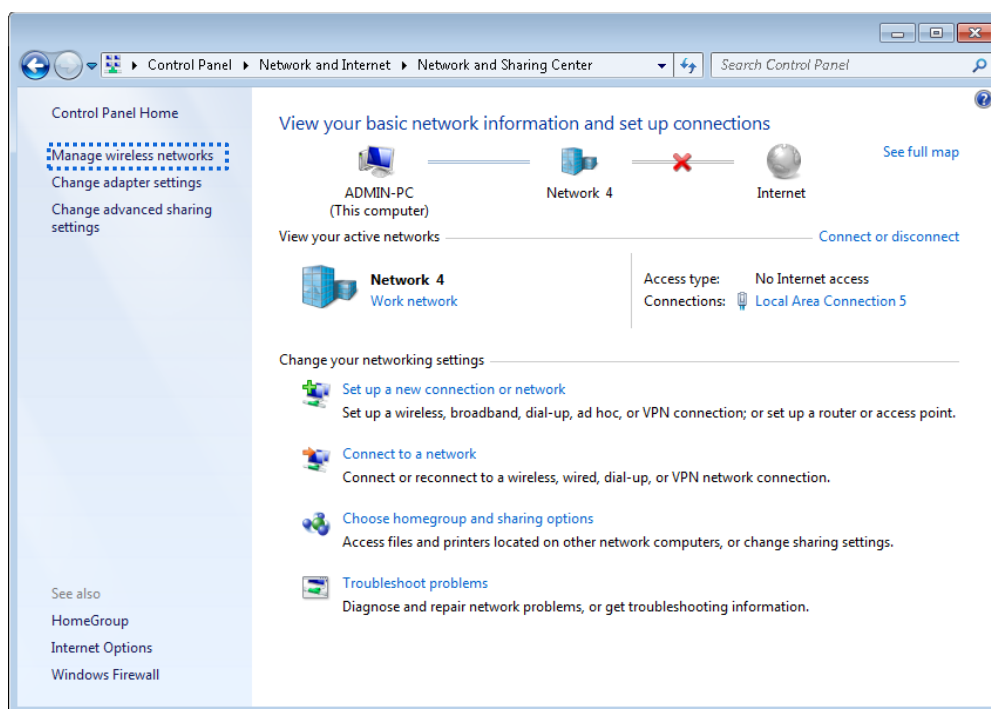 Control Panel Network and Internet Network and Sharing Center Search Control Panel
Control Panel Home
Manage wireless networks
Change adapter settings
Change advanced sharing
settings
View your basic network information and set up connections
See full map
ADMIN-PC
(This computer)
Network 4
Internet
View your active networks
Connect or disconnect
Network 4
Work network
Access type: No Internet access
Connections: Local Area Connection 5
Change your networking settings
Set up a new connection or network
Set up a wireless, broadband, dial-up, ad hoc, or VPN connection; or set up a router or access point.
Connect to a network
Connect or reconnect to a wireless, wired, dial-up, or VPN network connection.
Choose homegroup and sharing options
Access files and printers located on other network computers, or change sharing settings.
Troubleshoot problems
Diagnose and repair network problems, or get troubleshooting information.
See also
HomeGroup
Internet Options
Windows Firewall